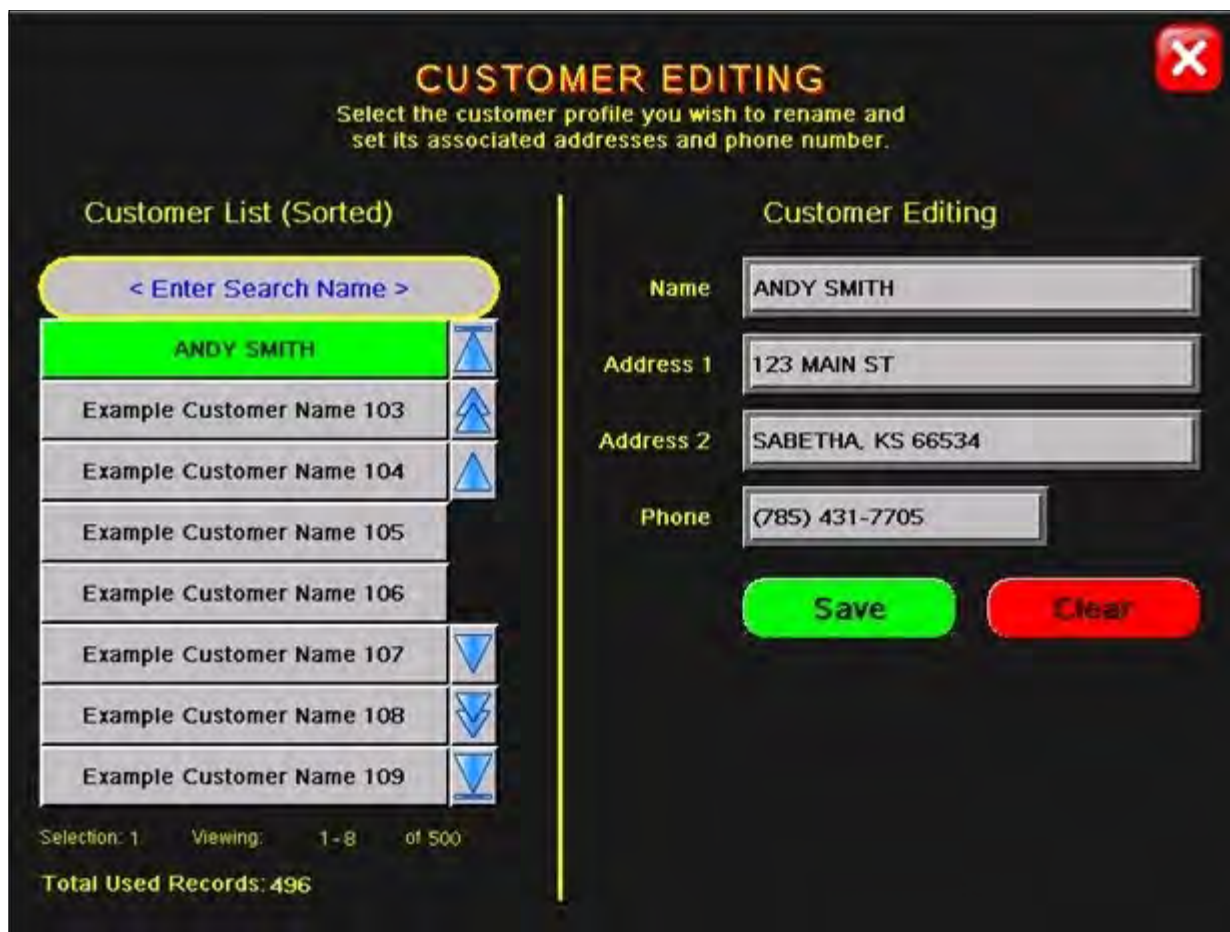 CUSTOMER EDITING
Select the customer profile you wish to rename and
set its associated addresses and phone number.
Customer List (Sorted)
< Enter Search Name >
ANDY SMITH
Example Customer Name 103
Example Customer Name 104
Example Customer Name 105
Example Customer Name 106
Example Customer Name 107
Example Customer Name 108
Example Customer Name 109
Selection: 1 Viewing: 1-8 of 500
Total Used Records: 496
Customer Editing
Name ANDY SMITH
Address 1 123 MAIN ST
Address 2 SABETHA, KS 66534
Phone (785) 431-7705
Save Clear